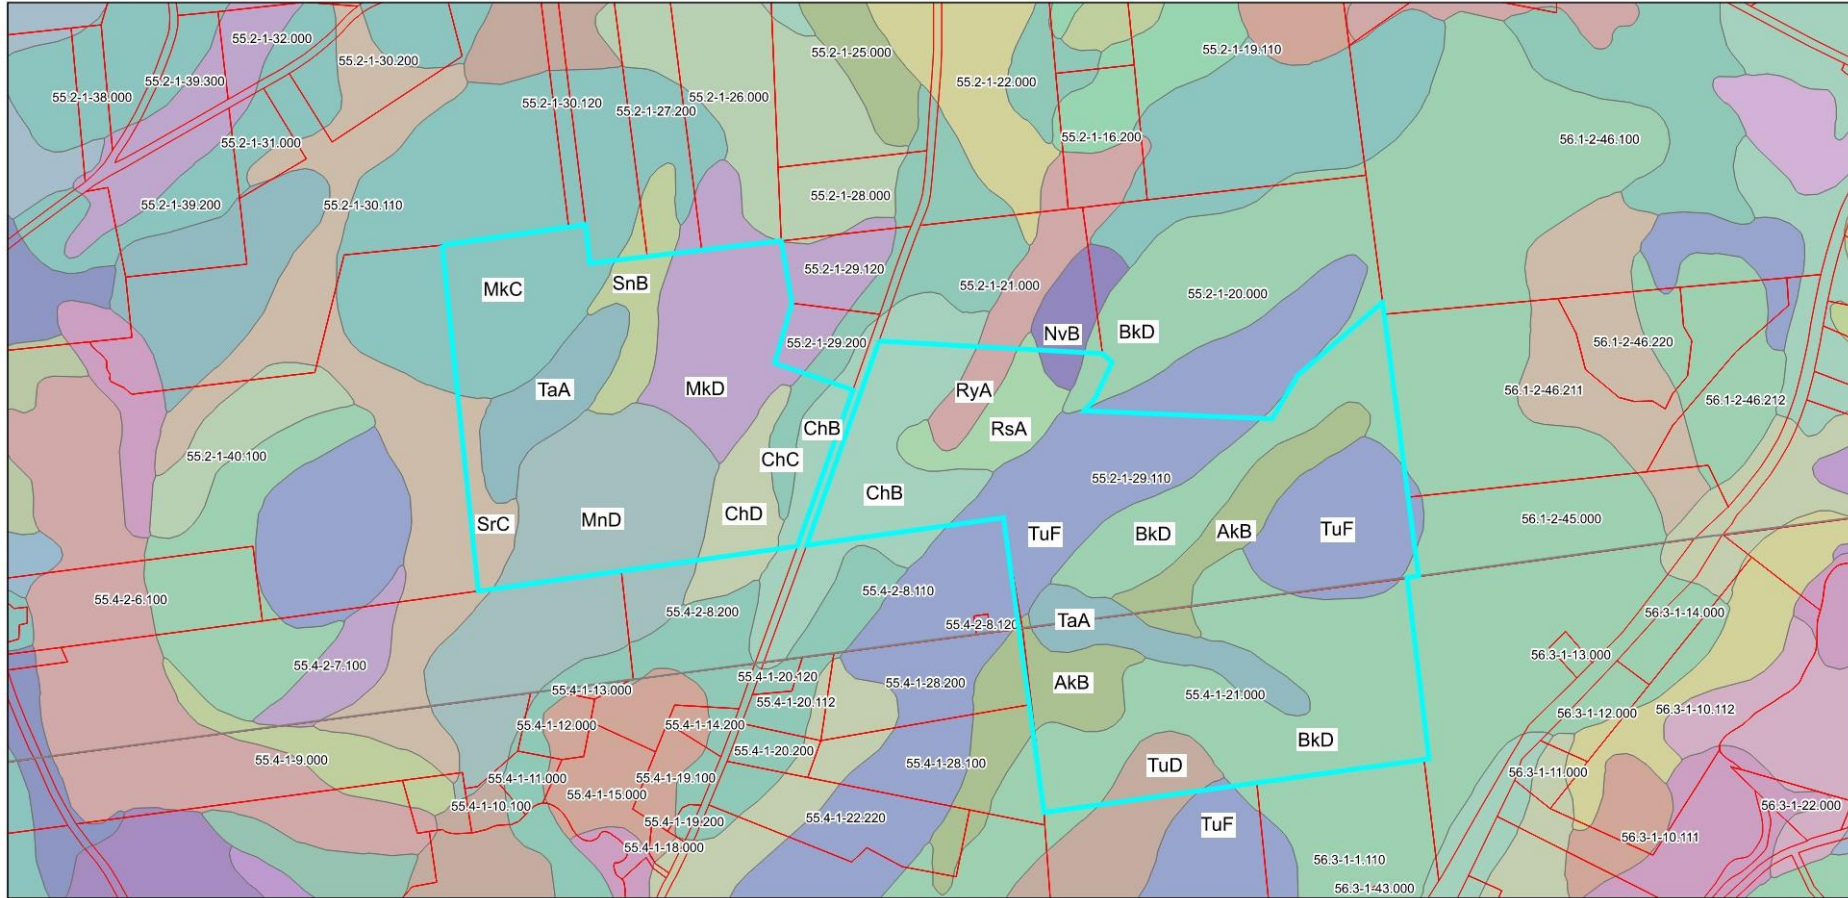 55.2-1-32.000
55.2-1-25.000
55.2-1-19.110
55.2-1-30.200
55.2-1-39.300
55.2-1-22.000
55.2-1-38.000
55.2-1-26.000
55.2-1-30.120
55.2-1-27.200
55.2-1-16.200
56.1-2-46.100
55.2-1-31.000
55.2-1-28.000
55.2-1-39.200
55.2-1-30.110
55.2-1-29.120
SnB
MkC
55.2-1-21.000
55.2-1-20.000
NvB
BkD
55.2-1-29.200
56.1-2-46.220
TaA
MkD
RyA
56.1-2-46.211
56.1-2-46.212
ChB
RsA
55.2-1-40.100
ChC
55.2-1-29.110
ChB
ChD
SrC
MnD
TuF
BkD
AkB
TuF
56.1-2-45.000
55.4-2-6.100
55.4-2-8.110
55.4-2-8.200
55.4-2-8.120
TaA
56.3-1-14.000
55.4-2-7.100
56.3-1-13.000
55.4-1-20.120
55.4-1-28.200
AkB
55.4-1-13.000
55.4-1-21.000
55.4-1-20.112
56.3-1-12.000
56.3-1-10.112
55.4-1-12.000
55.4-1-14.200
BkD
55.4-1-20.200
55.4-1-9.000
55.4-1-28.100
TuD
56.3-1-11.000
55.4-1-11.000
55.4-1-19.100
55.4-1-15.000
55.4-1-10.100
56.3-1-22.000
55.4-1-19.200
55.4-1-22.220
TuF
56.3-1-10.111
55.4-1-18.000
56.3-1-1.110
56.3-1-43.000